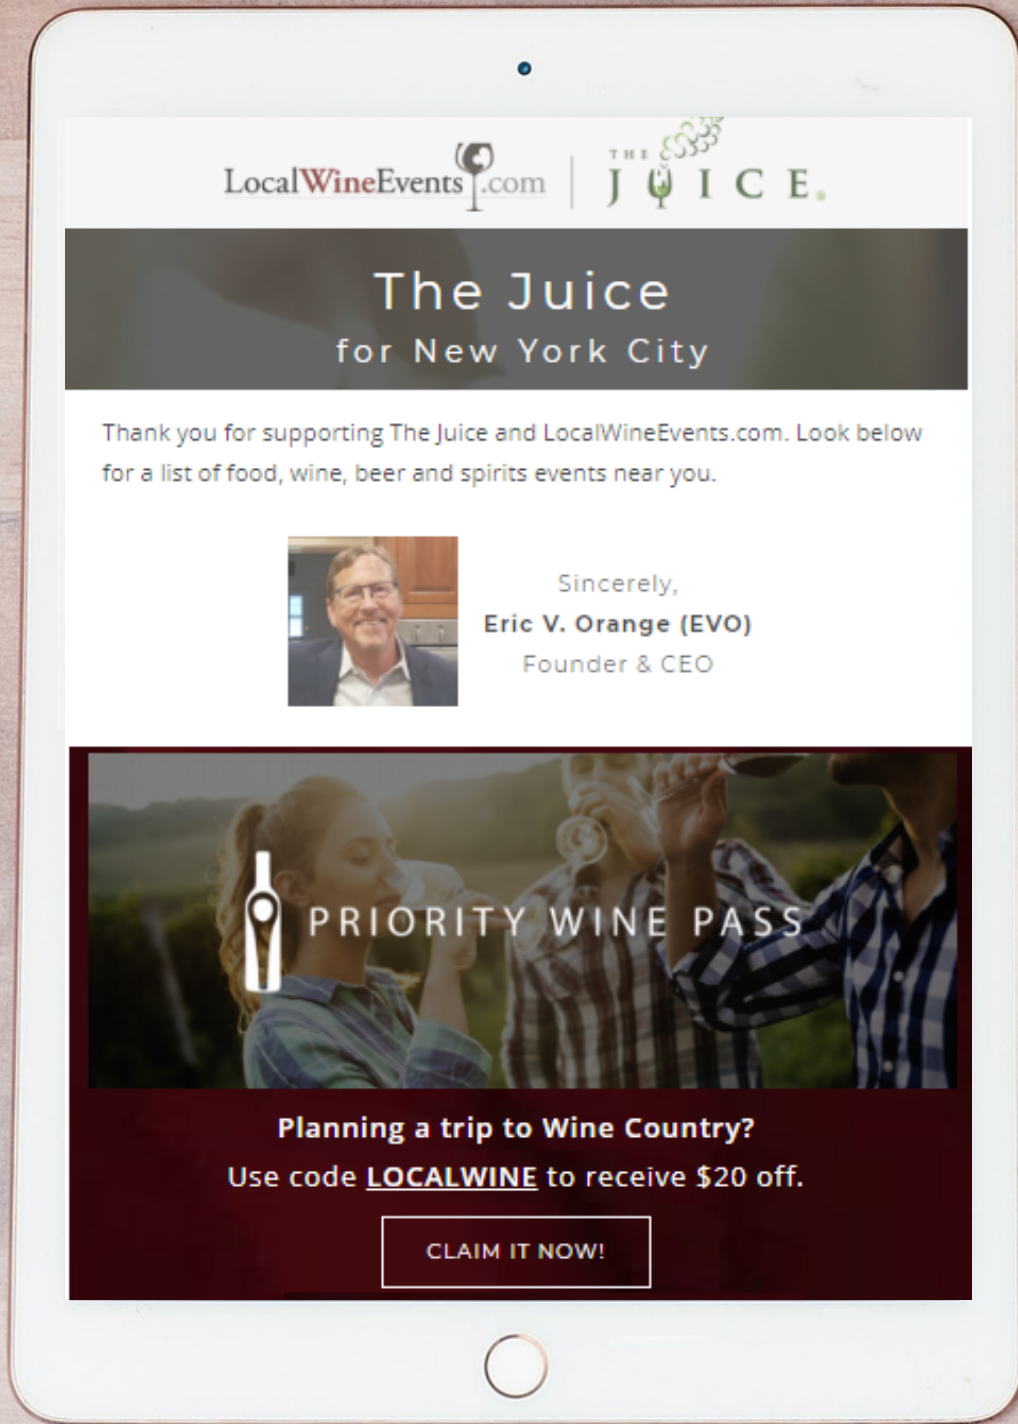 LocalWineEvents.com
THE
JUICE®
The Juice
for New York City
Thank you for supporting The Juice and LocalWineEvents.com. Look below
for a list of food, wine, beer and spirits events near you.
Sincerely,
Eric V. Orange (EVO)
Founder & CEO
PRIORITY WINE PASS
Planning a trip to Wine Country?
Use code LOCALWINE to receive $20 off.
CLAIM IT NOW!